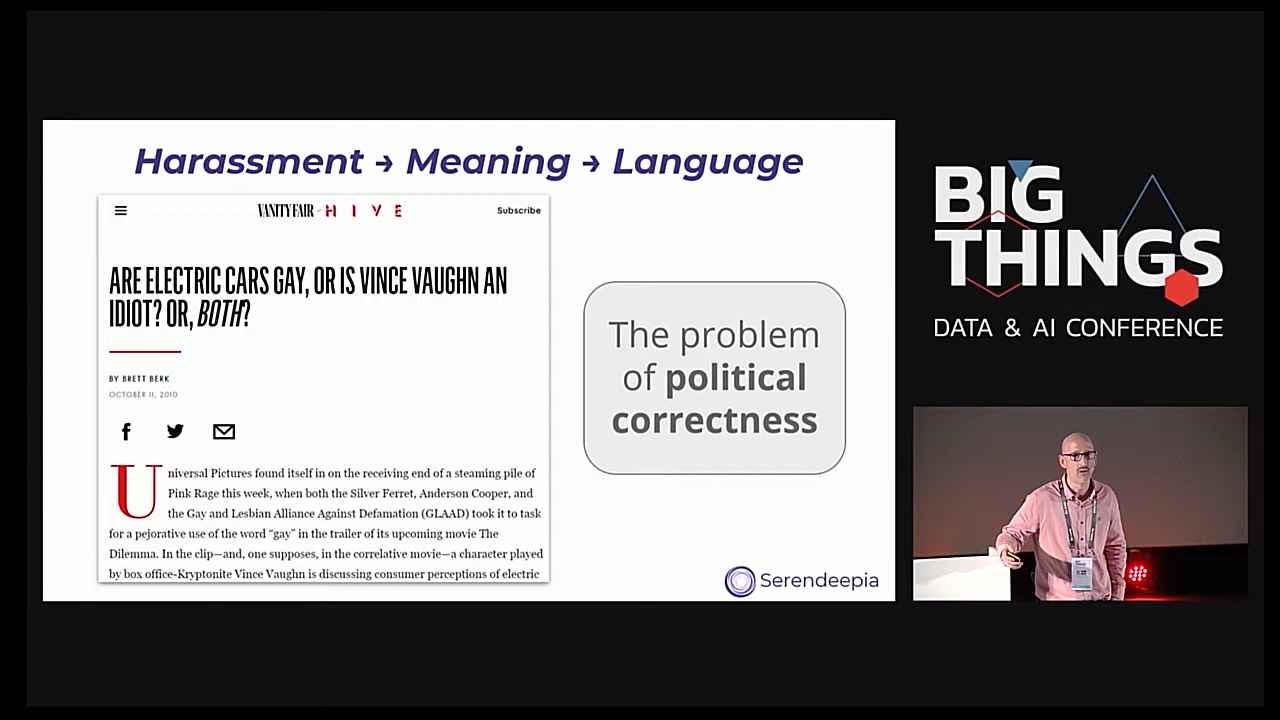 Harassment → Meaning → Language
VANITY FAIR HIVE
Subscribe
ARE ELECTRIC CARS GAY, OR IS VINCE VAUGHN AN
IDIOT? OR, BOTH?
BY BRETT BERK
OCTOBER 11, 2010
Universal Pictures found itself in on the receiving end of a steaming pile of
Pink Rage this week, when both the Silver Ferret, Anderson Cooper, and
the Gay and Lesbian Alliance Against Defamation (GLAAD) took it to task
for a pejorative use of the word “gay” in the trailer of its upcoming movie The
Dilemma. In the clip—and, one supposes, in the correlative movie—a character played
by box office-Kryptonite Vince Vaughn is discussing consumer perceptions of electric
The problem
of political
correctness
Serendeepia
BIG
THINGS
DATA & AI CONFERENCE